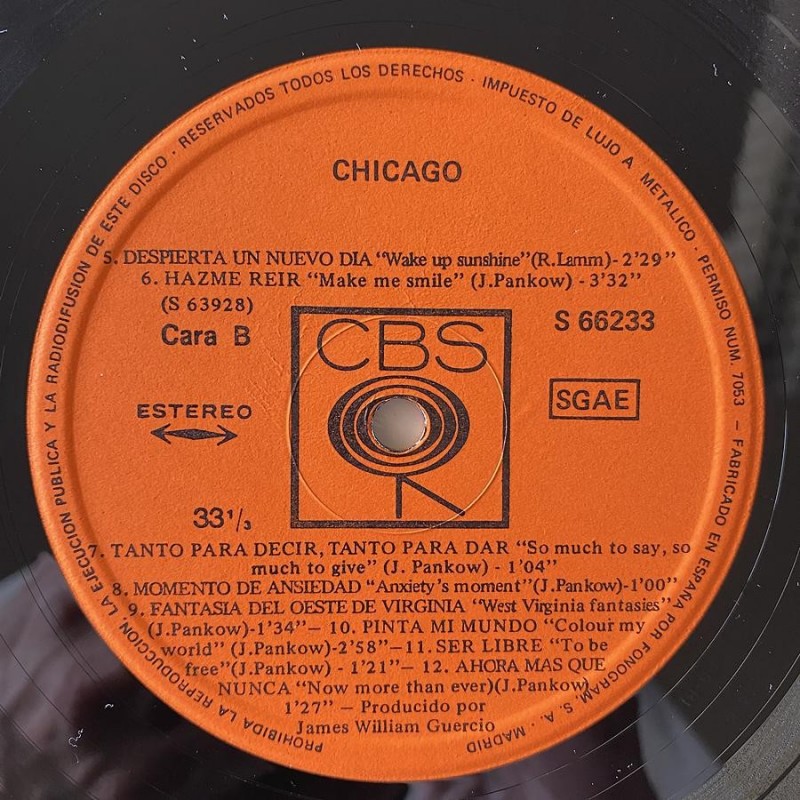 PROHIBIDA LA REPRODUCCION, LA EJECUCION PUBLICA Y LA RADIODIFUSION DE ESTE DISCO · RESERVADOS TODOS LOS DERECHOS · IMPUESTO DE LUJO A METALICO · PERMISO NUM. 7053 — FABRICADO EN ESPAÑA POR FONOGRAM, S. A. · MADRID
CHICAGO
5. DESPIERTA UN NUEVO DIA "Wake up sunshine"(R.Lamm)- 2'29"
6. HAZME REIR "Make me smile" (J.Pankow) - 3'32"
(S 63928)
Cara B
S 66233
CBS
ESTEREO
SGAE
33 1/3
7. TANTO PARA DECIR, TANTO PARA DAR "So much to say, so
much to give" (J. Pankow) - 1'04"
8. MOMENTO DE ANSIEDAD "Anxiety's moment"(J.Pankow)-1'00"
9. FANTASIA DEL OESTE DE VIRGINIA "West Virginia fantasies"
(J.Pankow)-1'34"— 10. PINTA MI MUNDO "Colour my
world" (J.Pankow)-2'58"—11. SER LIBRE "To be
free"(J.Pankow) - 1'21"— 12. AHORA MAS QUE
NUNCA "Now more than ever)(J.Pankow)
1'27" — Producido por
James William Guercio